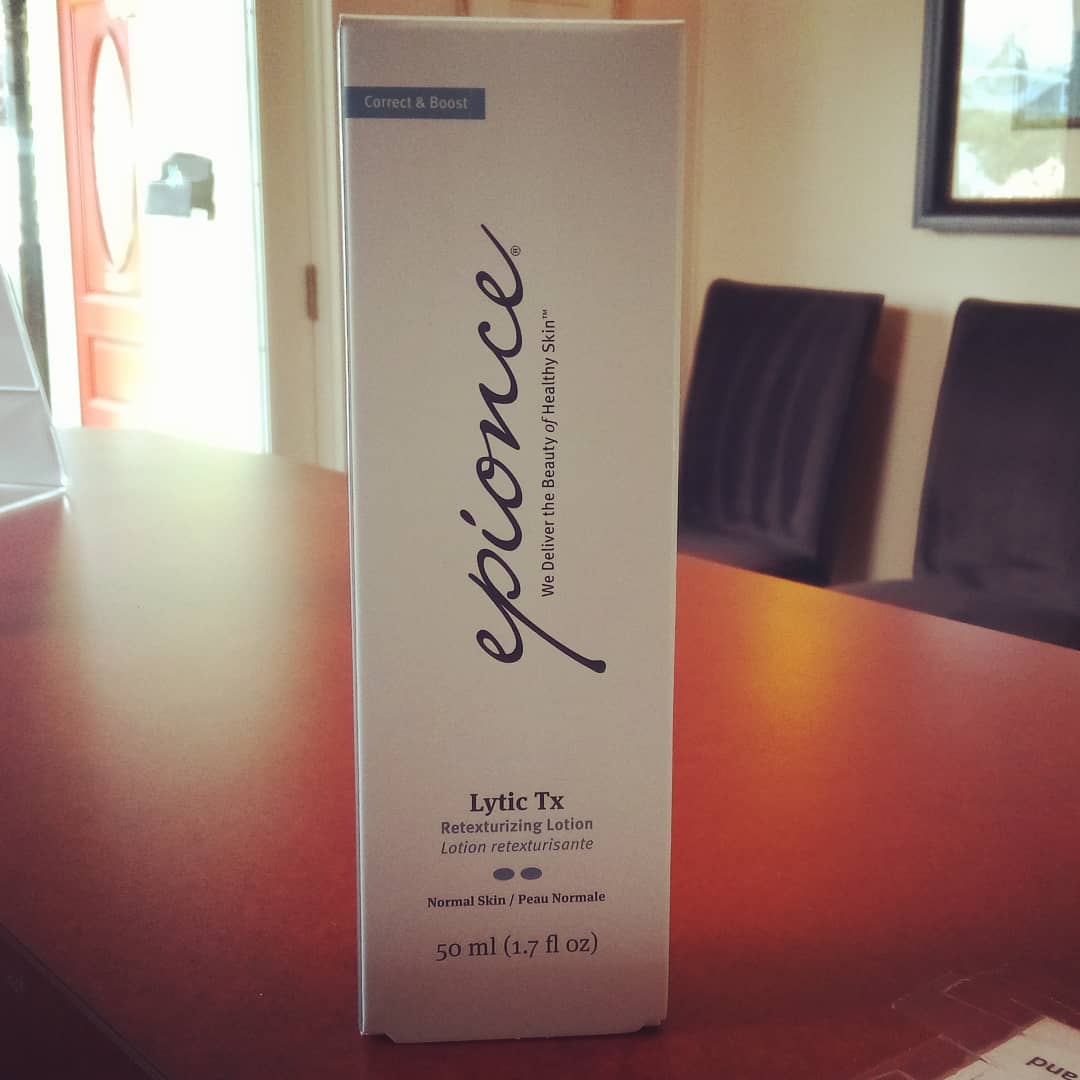 Correct & Boost
epionce®
We Deliver the Beauty of Healthy Skin™
Lytic Tx
Retexturizing Lotion
Lotion retexturisante
Normal Skin / Peau Normale
50 ml (1.7 fl oz)
and